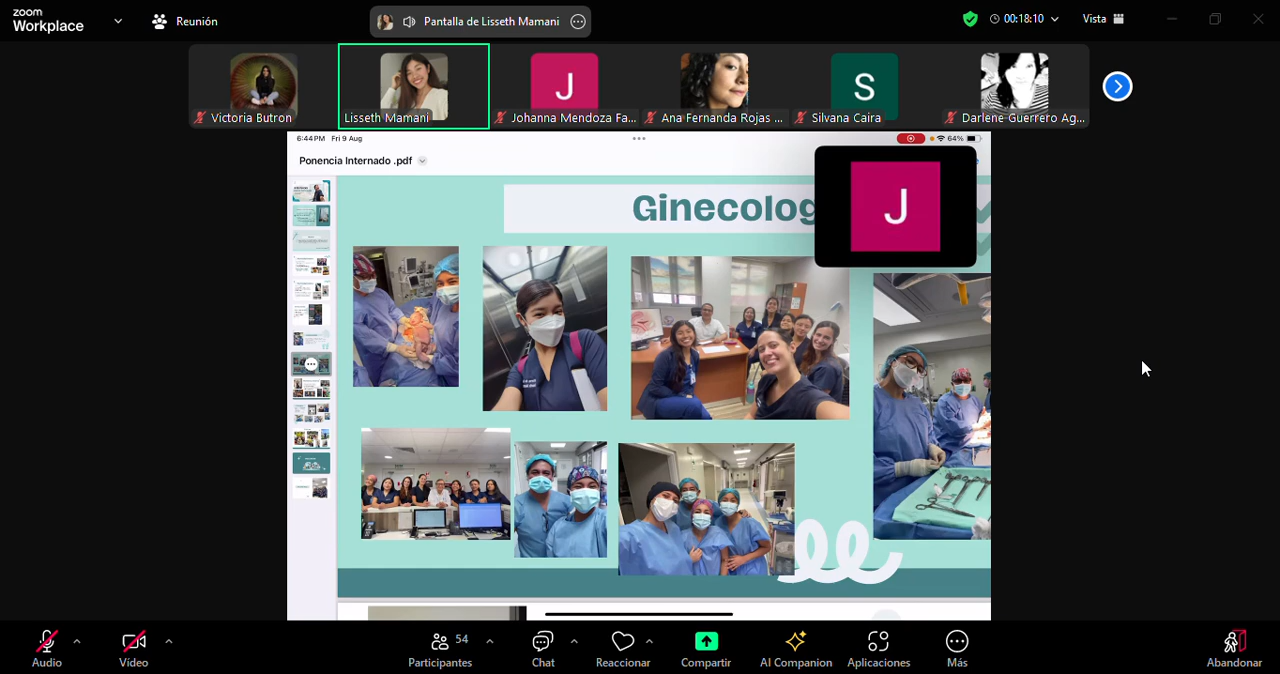 zoom
Workplace
Reunión
Pantalla de Lisseth Mamani
00:18:10
Vista
Victoria Butron
Lisseth Mamani
J
Johanna Mendoza Fa...
Ana Fernanda Rojas ...
S
Silvana Caira
Darlene Guerrero Ag...
6:44 PM Fri 9 Aug
64%
Ponencia Internado .pdf
Ginecolog
J
Audio
Vídeo
54
Participantes
Chat
Reaccionar
Compartir
AI Companion
Aplicaciones
Más
Abandonar